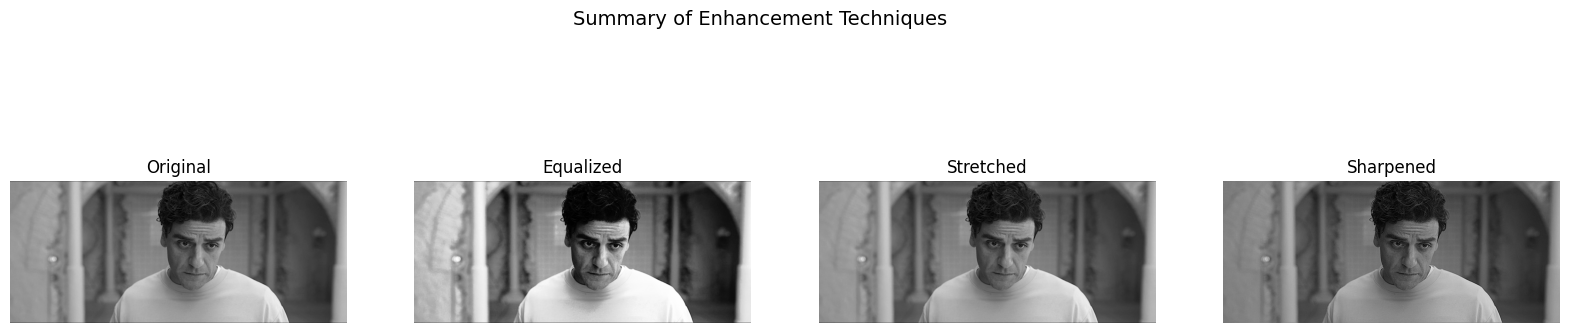 Summary of Enhancement Techniques
Original
Equalized
Stretched
Sharpened